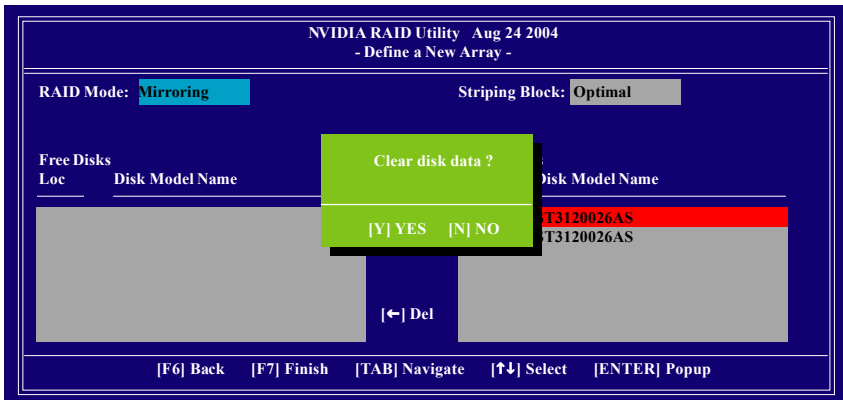 NVIDIA RAID Utility Aug 24 2004
- Define a New Array -
RAID Mode: Mirroring Striping Block: Optimal
Free Disks
Loc Disk Model Name
Disk Model Name
Clear disk data ?
[Y] YES [N] NO
ST3120026AS
ST3120026AS
[←] Del
[F6] Back [F7] Finish [TAB] Navigate [↑↓] Select [ENTER] Popup